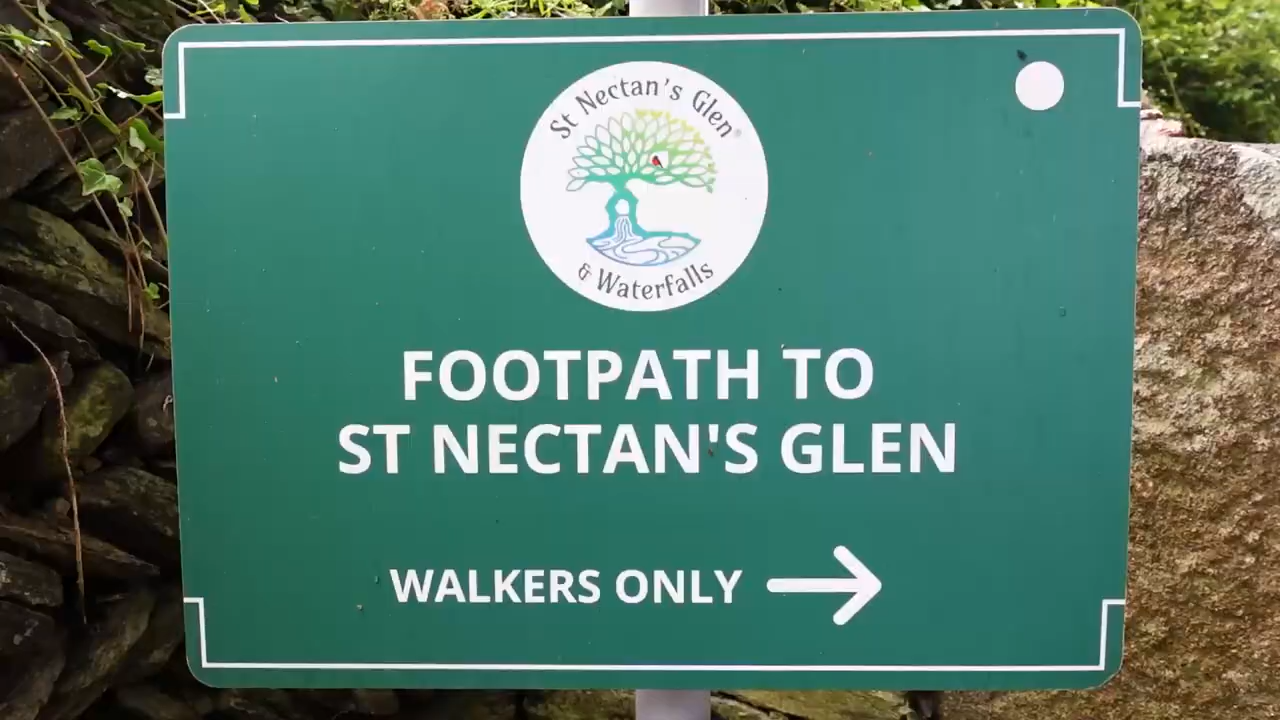 St Nectan's Glen
& Waterfalls
FOOTPATH TO
ST NECTAN'S GLEN
WALKERS ONLY →